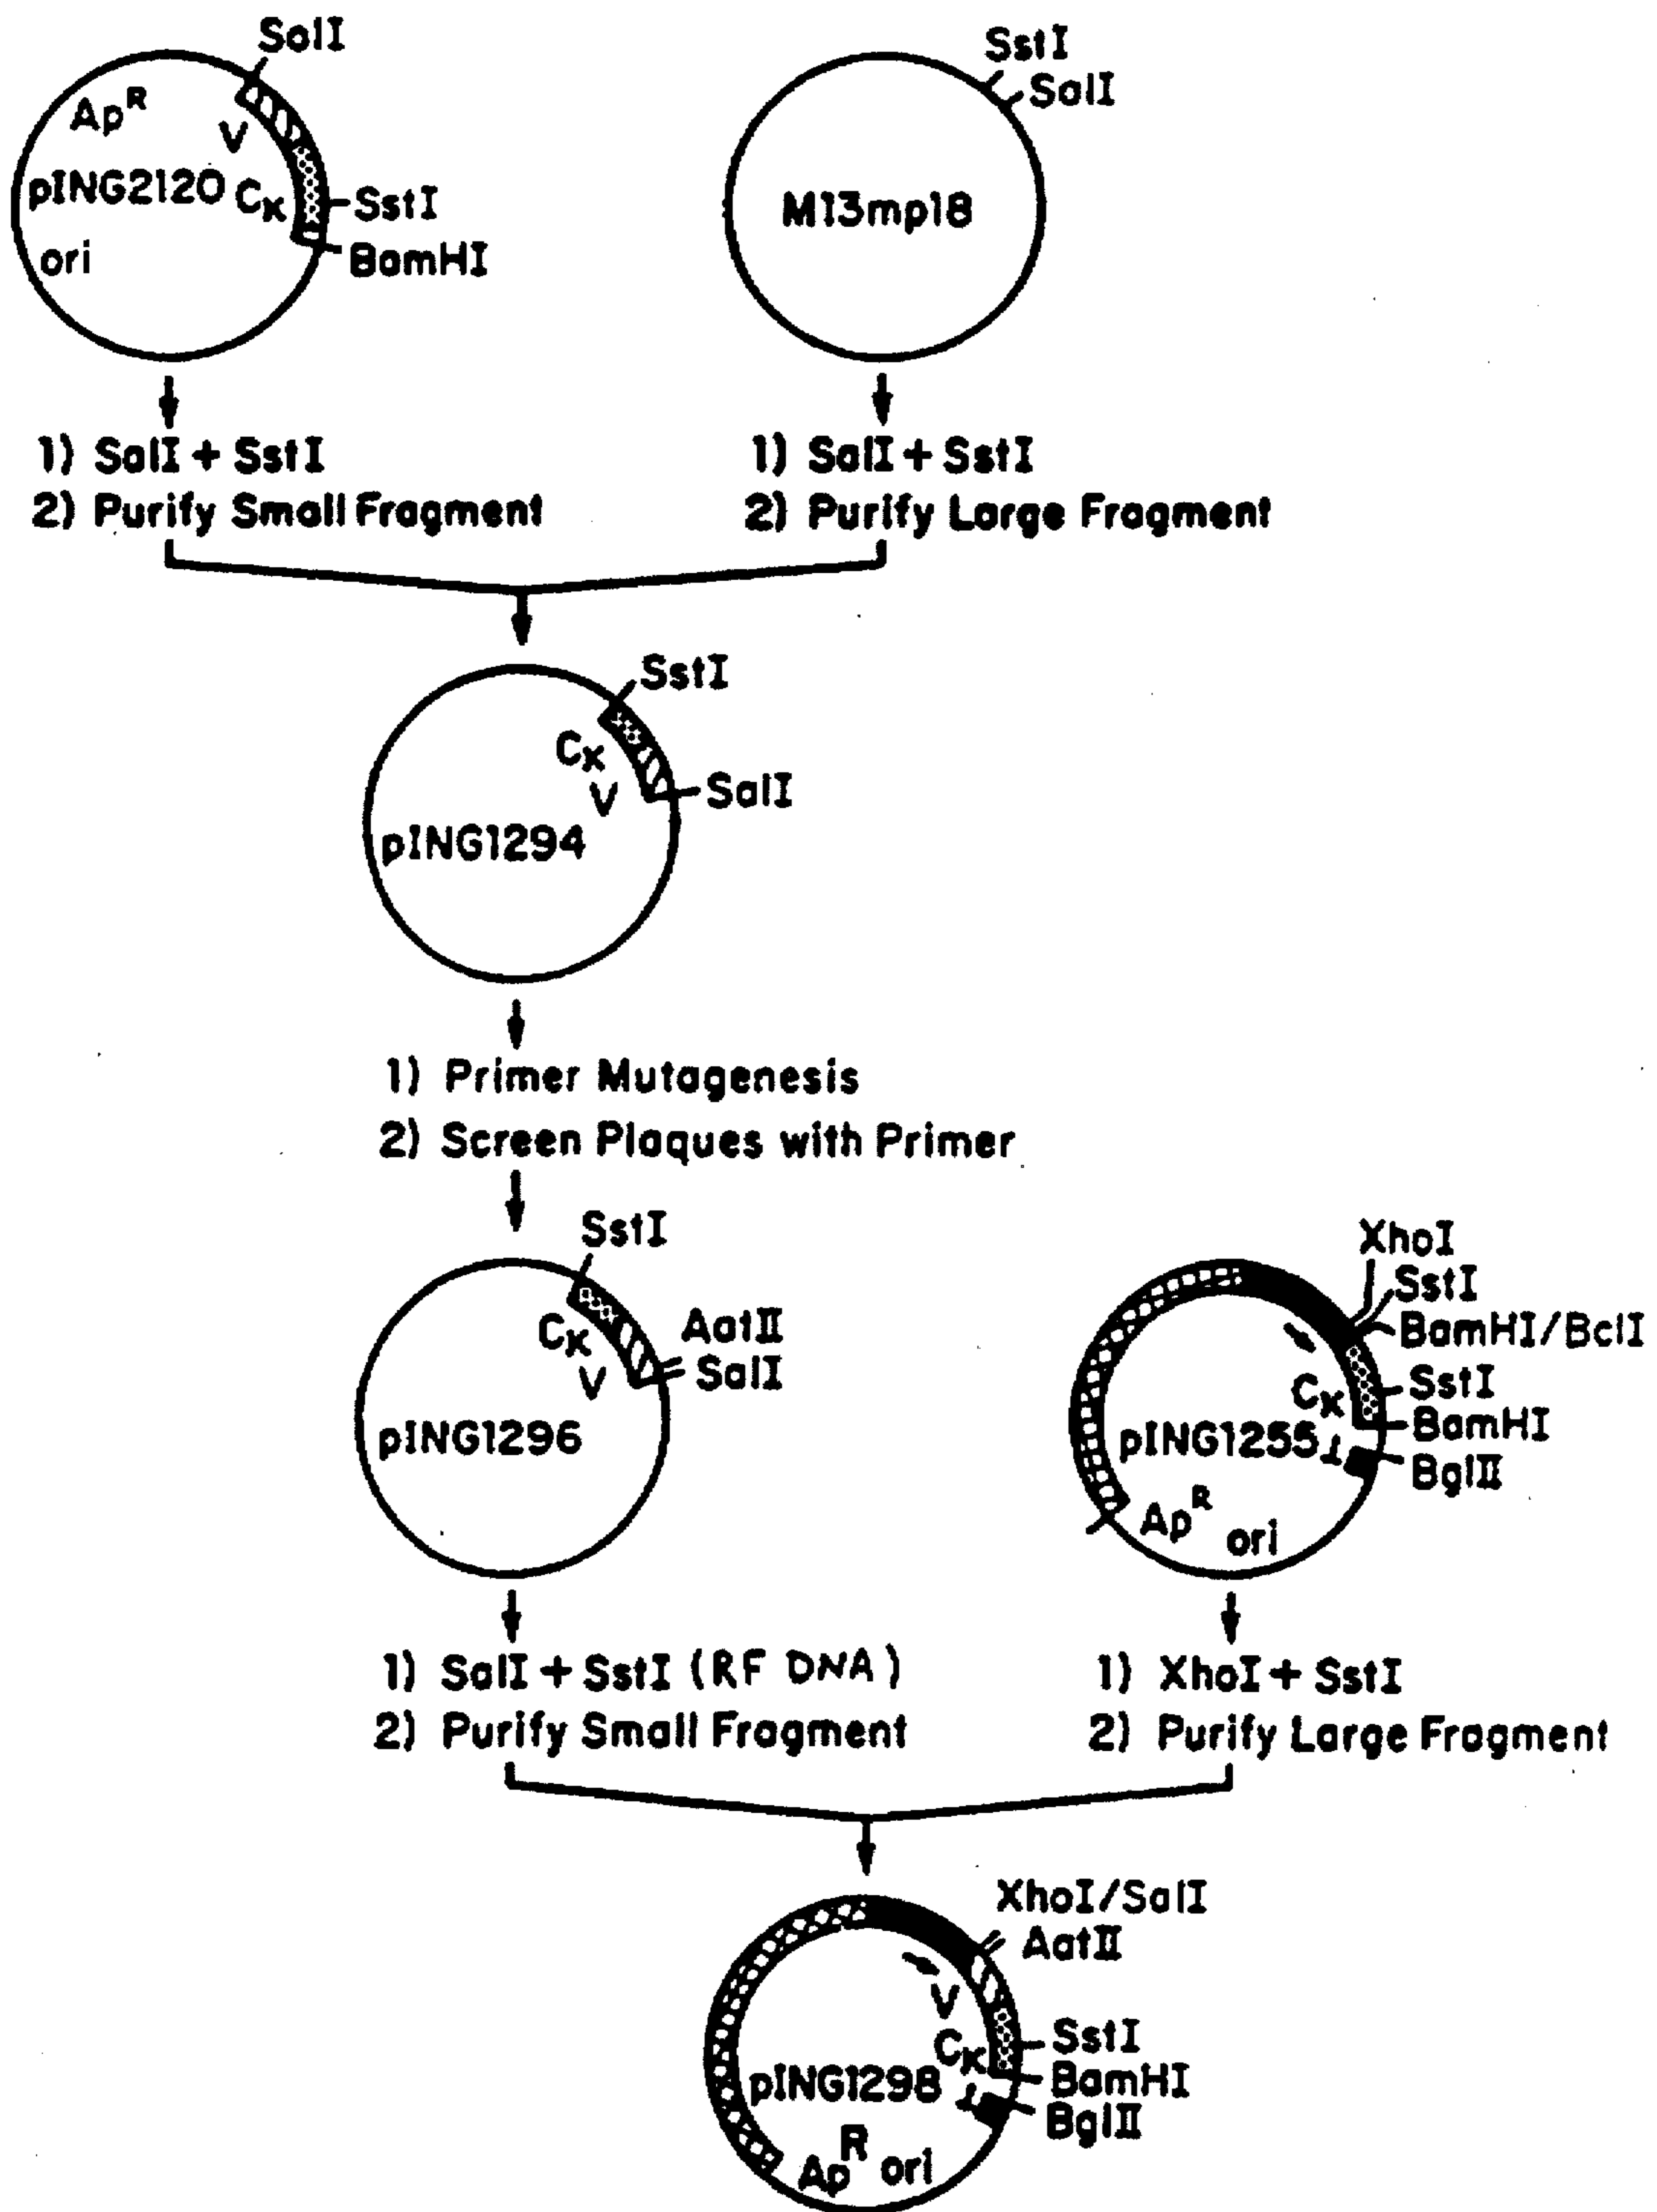 SalI
Ap^R
V
pING2120
Cκ
SstI
BamHI
ori
SstI
SalI
M13mp18
1) SalI + SstI
2) Purify Small Fragment
1) SalI + SstI
2) Purify Large Fragment
SstI
Cκ
V
SalI
pING1294
1) Primer Mutagenesis
2) Screen Plaques with Primer
SstI
Cκ
AatII
V
SalI
pING1296
XhoI
SstI
BamHI/BclI
Cκ
SstI
BamHI
pING1255
BglII
Ap^R
ori
1) SalI + SstI (RF DNA)
2) Purify Small Fragment
1) XhoI + SstI
2) Purify Large Fragment
XhoI/SalI
AatII
V
Cκ
SstI
BamHI
pING1298
BglII
Ap^R
ori